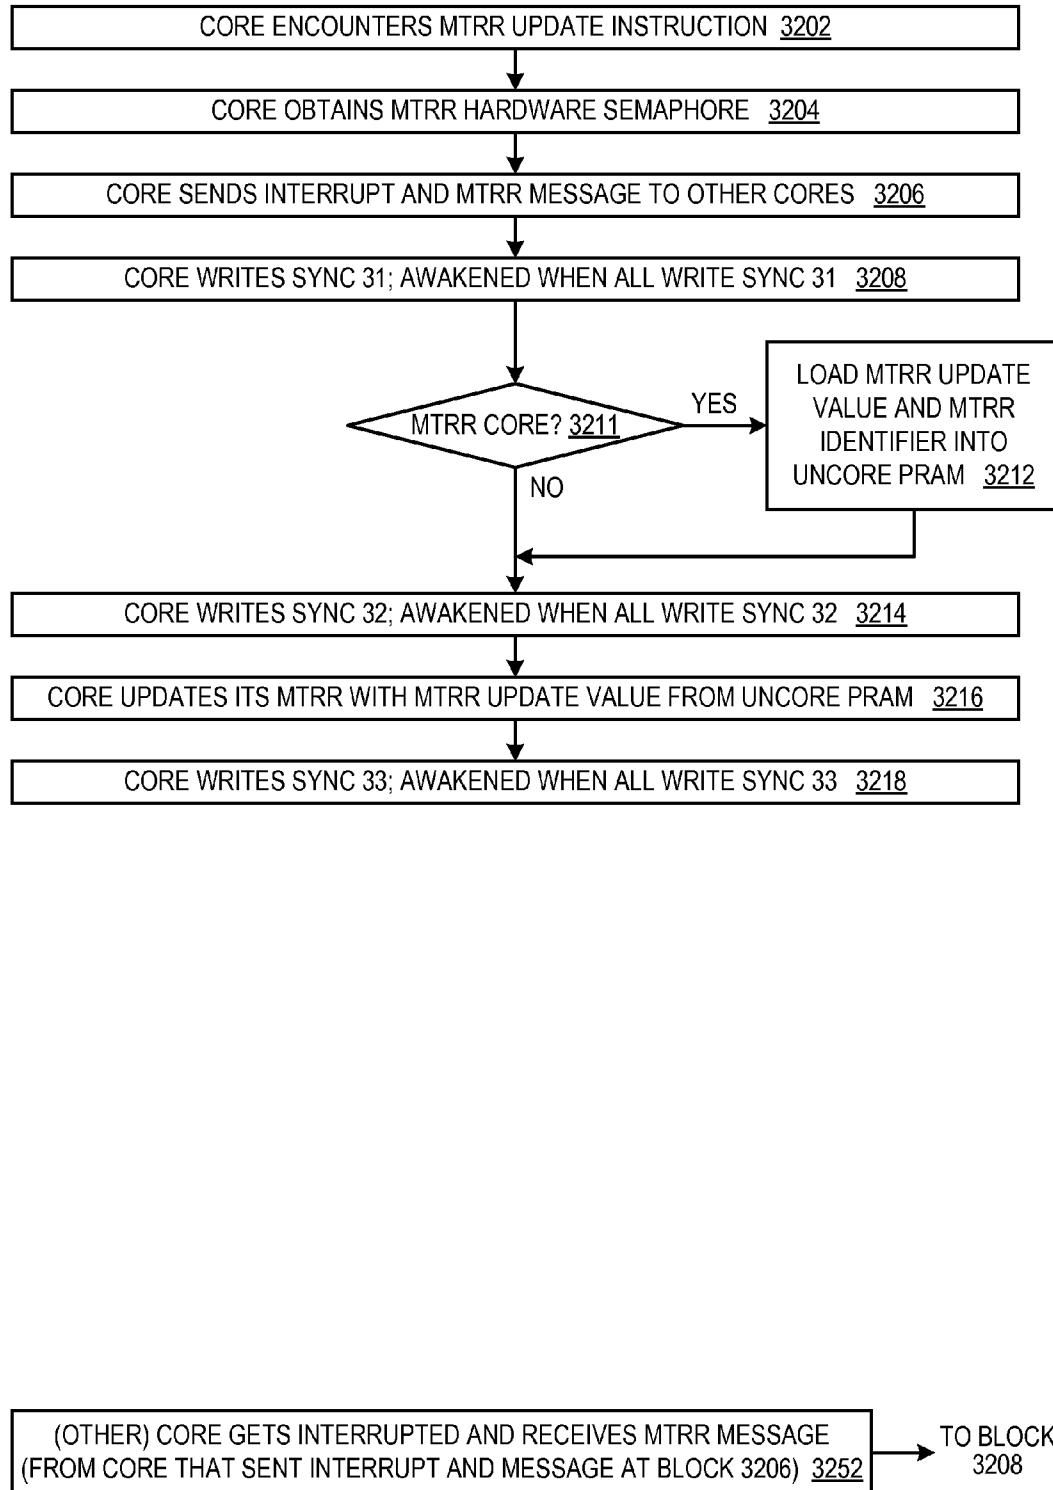 CORE ENCOUNTERS MTRR UPDATE INSTRUCTION 3202
CORE OBTAINS MTRR HARDWARE SEMAPHORE 3204
CORE SENDS INTERRUPT AND MTRR MESSAGE TO OTHER CORES 3206
CORE WRITES SYNC 31; AWAKENED WHEN ALL WRITE SYNC 31 3208
MTRR CORE? 3211
YES
LOAD MTRR UPDATE
VALUE AND MTRR
IDENTIFIER INTO
UNCORE PRAM 3212
NO
CORE WRITES SYNC 32; AWAKENED WHEN ALL WRITE SYNC 32 3214
CORE UPDATES ITS MTRR WITH MTRR UPDATE VALUE FROM UNCORE PRAM 3216
CORE WRITES SYNC 33; AWAKENED WHEN ALL WRITE SYNC 33 3218
(OTHER) CORE GETS INTERRUPTED AND RECEIVES MTRR MESSAGE
(FROM CORE THAT SENT INTERRUPT AND MESSAGE AT BLOCK 3206) 3252
TO BLOCK
3208